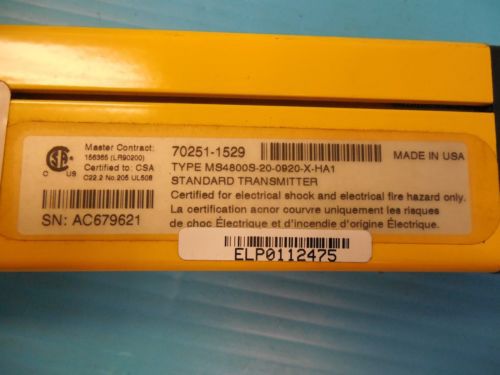 Master Contract:
156365 (LR90200)
Certified to: CSA
C22.2 No.205 UL508
C US
SN: AC679621
70251-1529
MADE IN USA
TYPE MS4800S-20-0920-X-HA1
STANDARD TRANSMITTER
Certified for electrical shock and electrical fire hazard only.
La certification acnor courvre uniquement les risques
de choc Électrique et d'incendie d'origine Électrique.
ELP0112475